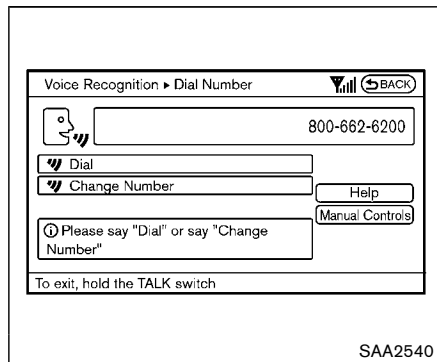 Voice Recognition ▸ Dial Number
BACK
800-662-6200
Dial
Change Number
Help
Manual Controls
Please say "Dial" or say "Change
Number"
To exit, hold the TALK switch
SAA2540